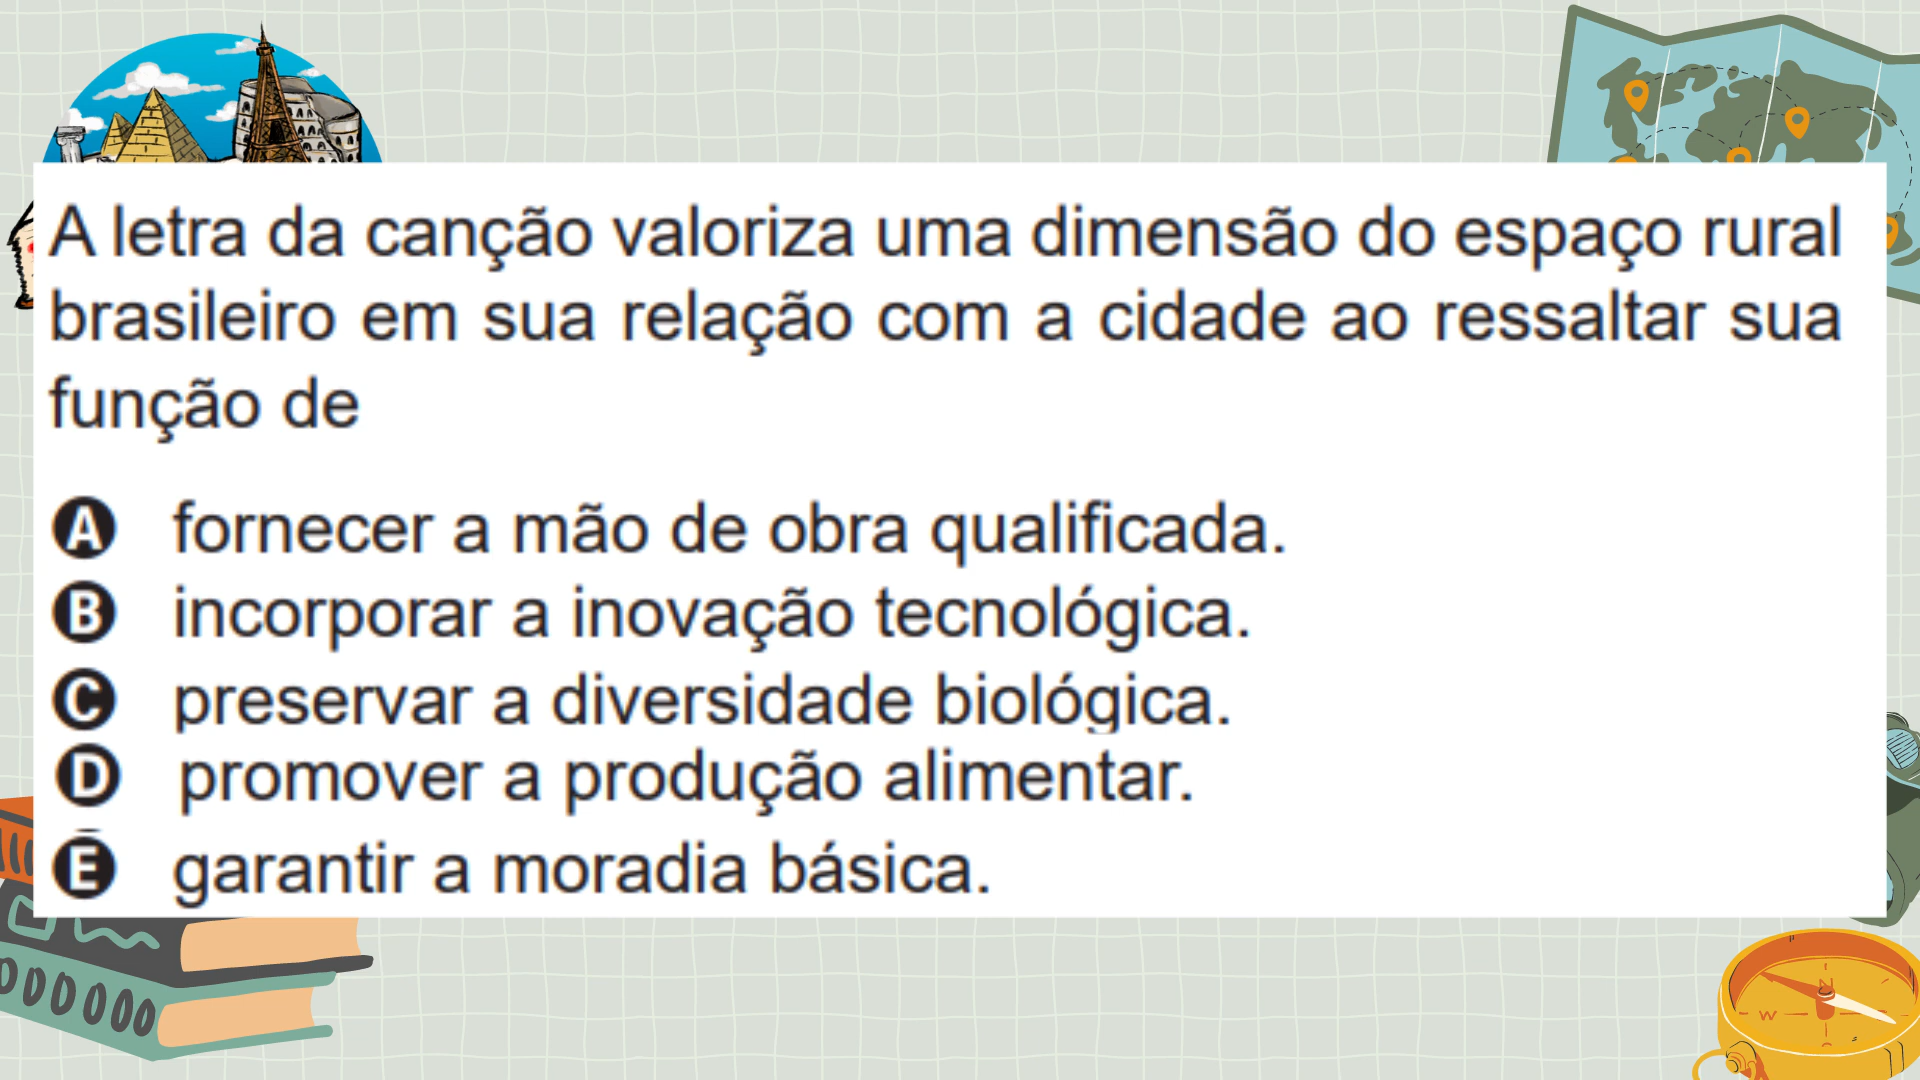 A letra da canção valoriza uma dimensão do espaço rural
brasileiro em sua relação com a cidade ao ressaltar sua
função de
A fornecer a mão de obra qualificada.
B incorporar a inovação tecnológica.
C preservar a diversidade biológica.
D promover a produção alimentar.
E garantir a moradia básica.
N
W